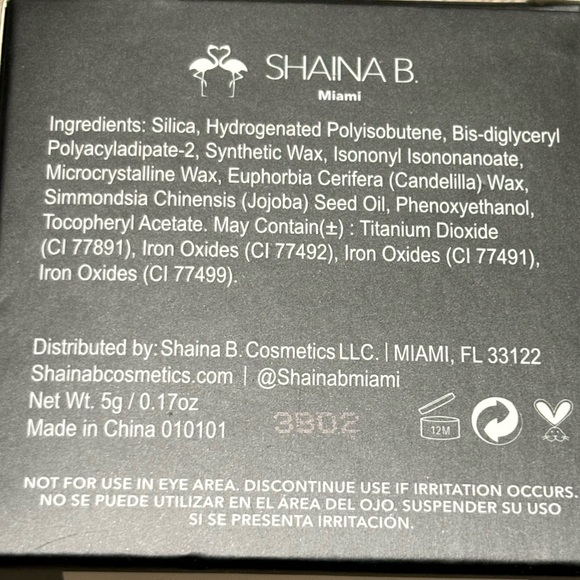 SHAINA B.
Miami
Ingredients: Silica, Hydrogenated Polyisobutene, Bis-diglyceryl
Polyacyladipate-2, Synthetic Wax, Isononyl Isononanoate,
Microcrystalline Wax, Euphorbia Cerifera (Candelilla) Wax,
Simmondsia Chinensis (Jojoba) Seed Oil, Phenoxyethanol,
Tocopheryl Acetate. May Contain(±) : Titanium Dioxide
(CI 77891), Iron Oxides (CI 77492), Iron Oxides (CI 77491),
Iron Oxides (CI 77499).
Distributed by: Shaina B. Cosmetics LLC. | MIAMI, FL 33122
Shainabcosmetics.com | @Shainabmiami
Net Wt. 5g / 0.17oz
Made in China 010101
3B02
12M
NOT FOR USE IN EYE AREA. DISCONTINUE USE IF IRRITATION OCCURS.
NO SE PUEDE UTILIZAR EN EL ÁREA DEL OJO. SUSPENDER SU USO
SI SE PRESENTA IRRITACIÓN.